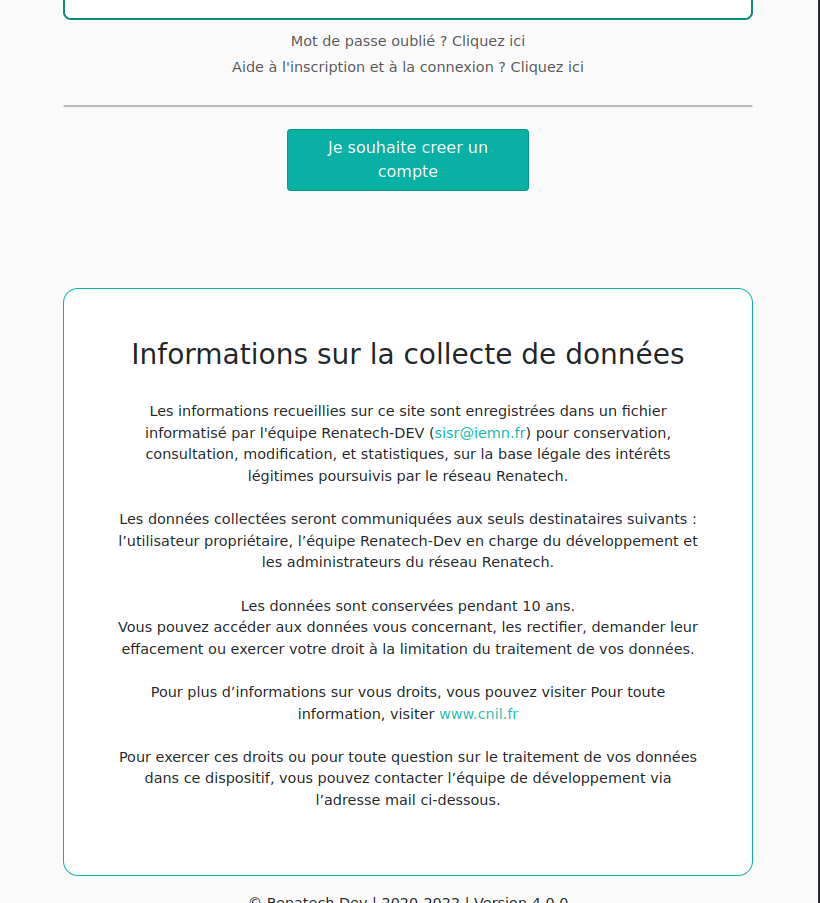 Mot de passe oublié ? Cliquez ici
Aide à l'inscription et à la connexion ? Cliquez ici
Je souhaite creer un
compte
Informations sur la collecte de données
Les informations recueillies sur ce site sont enregistrées dans un fichier
informatisé par l'équipe Renatech-DEV (sisr@iemn.fr) pour conservation,
consultation, modification, et statistiques, sur la base légale des intérêts
légitimes poursuivis par le réseau Renatech.
Les données collectées seront communiquées aux seuls destinataires suivants :
l’utilisateur propriétaire, l’équipe Renatech-Dev en charge du développement et
les administrateurs du réseau Renatech.
Les données sont conservées pendant 10 ans.
Vous pouvez accéder aux données vous concernant, les rectifier, demander leur
effacement ou exercer votre droit à la limitation du traitement de vos données.
Pour plus d’informations sur vous droits, vous pouvez visiter Pour toute
information, visiter www.cnil.fr
Pour exercer ces droits ou pour toute question sur le traitement de vos données
dans ce dispositif, vous pouvez contacter l’équipe de développement via
l’adresse mail ci-dessous.
© Renatech Dev | 2020-2022 | Version 4.0.0